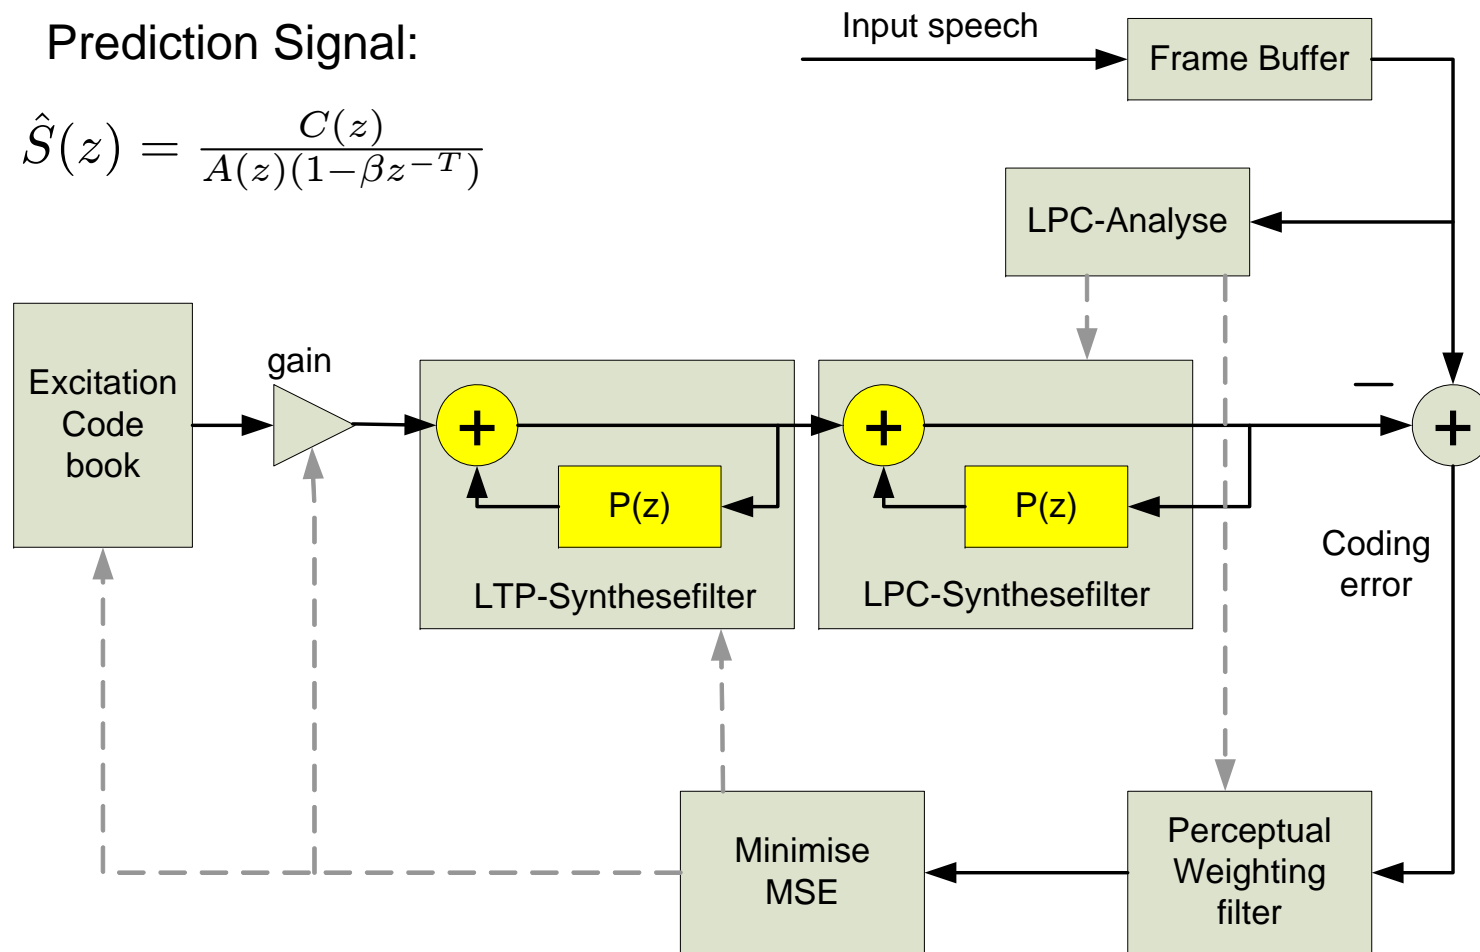 Prediction Signal:
Ŝ(z) = C(z) / A(z)(1−βz^{−T})
Input speech
Frame Buffer
LPC-Analyse
Excitation
Code
book
gain
+
P(z)
LTP-Synthesefilter
+
P(z)
LPC-Synthesefilter
−
+
Coding
error
Minimise
MSE
Perceptual
Weighting
filter